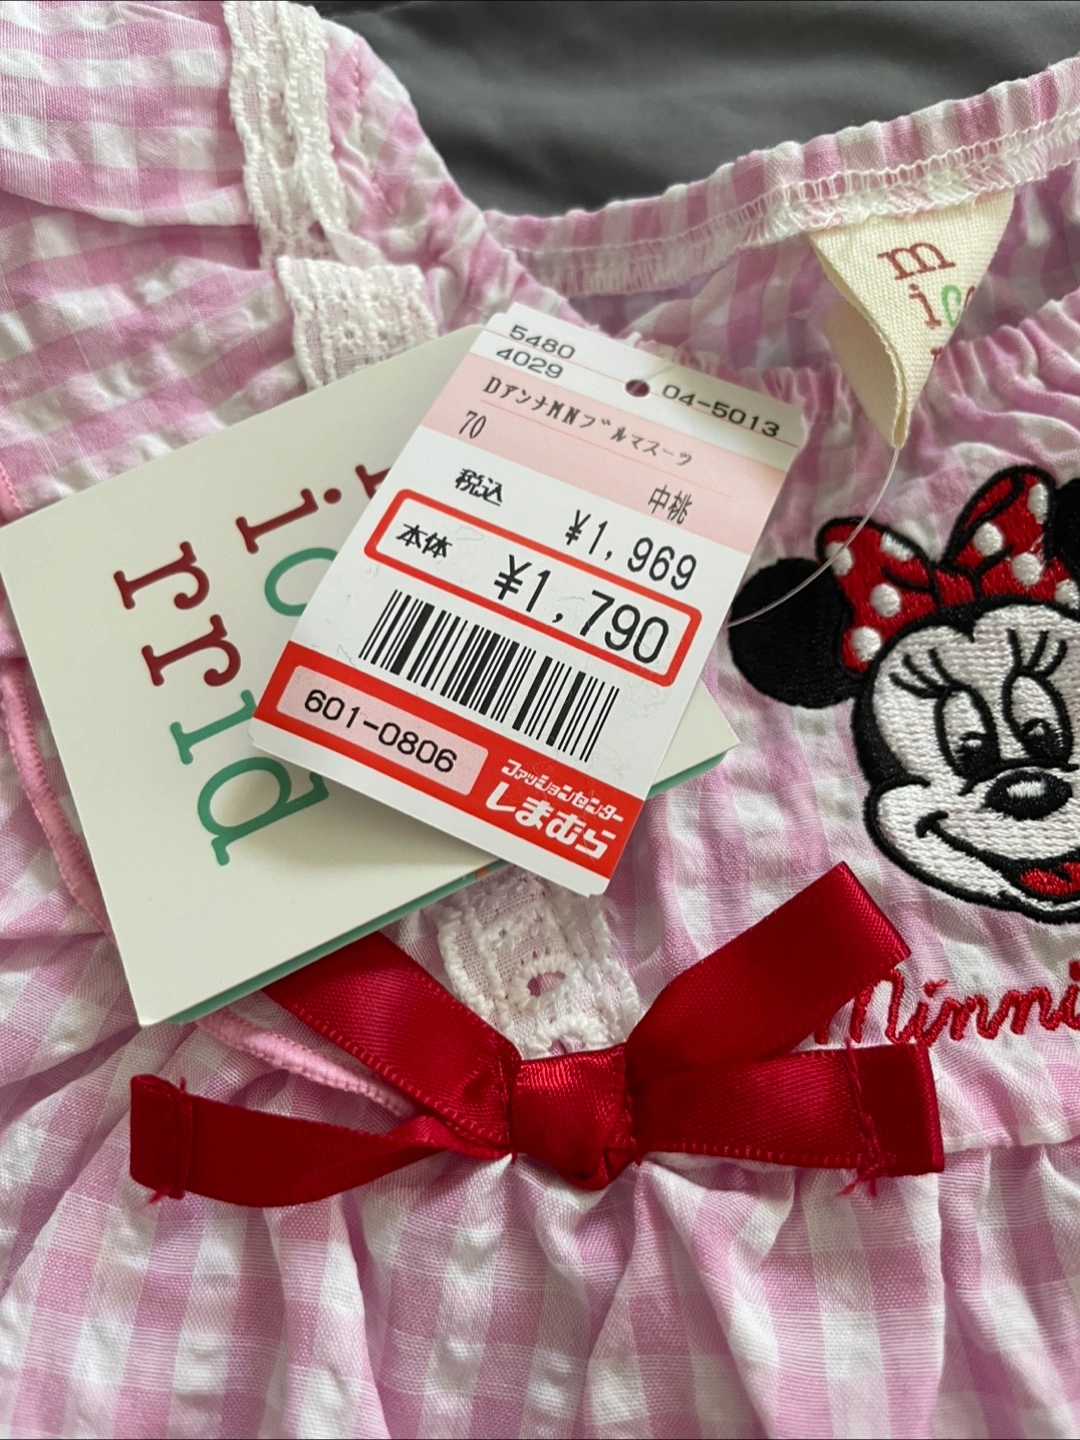 5480
4029
04-5013
DアンナMNブルマスーツ
70
中桃
税込
¥1,969
本体
¥1,790
601-0806
ファッションセンター
しまむら
m